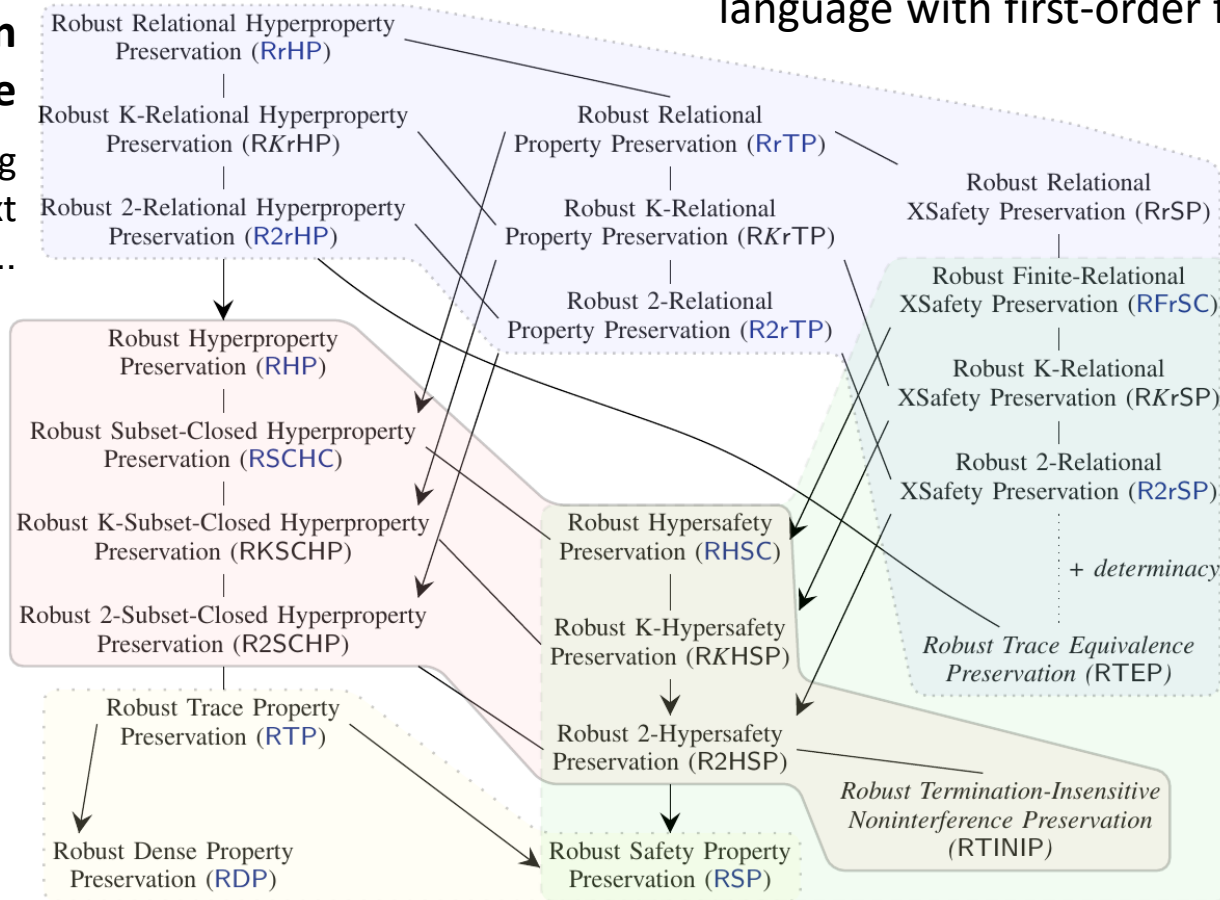 language with first-order f
n
e
g
xt
..
Robust Relational Hyperproperty
Preservation (RrHP)
Robust K-Relational Hyperproperty
Preservation (RKrHP)
Robust 2-Relational Hyperproperty
Preservation (R2rHP)
Robust Relational
Property Preservation (RrTP)
Robust K-Relational
Property Preservation (RKrTP)
Robust 2-Relational
Property Preservation (R2rTP)
Robust Relational
XSafety Preservation (RrSP)
Robust Finite-Relational
XSafety Preservation (RFrSC)
Robust K-Relational
XSafety Preservation (RKrSP)
Robust 2-Relational
XSafety Preservation (R2rSP)
+ determinacy
Robust Trace Equivalence
Preservation (RTEP)
Robust Hyperproperty
Preservation (RHP)
Robust Subset-Closed Hyperproperty
Preservation (RSCHC)
Robust K-Subset-Closed Hyperproperty
Preservation (RKSCHP)
Robust 2-Subset-Closed Hyperproperty
Preservation (R2SCHP)
Robust Hypersafety
Preservation (RHSC)
Robust K-Hypersafety
Preservation (RKHSP)
Robust 2-Hypersafety
Preservation (R2HSP)
Robust Termination-Insensitive
Noninterference Preservation
(RTINIP)
Robust Trace Property
Preservation (RTP)
Robust Dense Property
Preservation (RDP)
Robust Safety Property
Preservation (RSP)